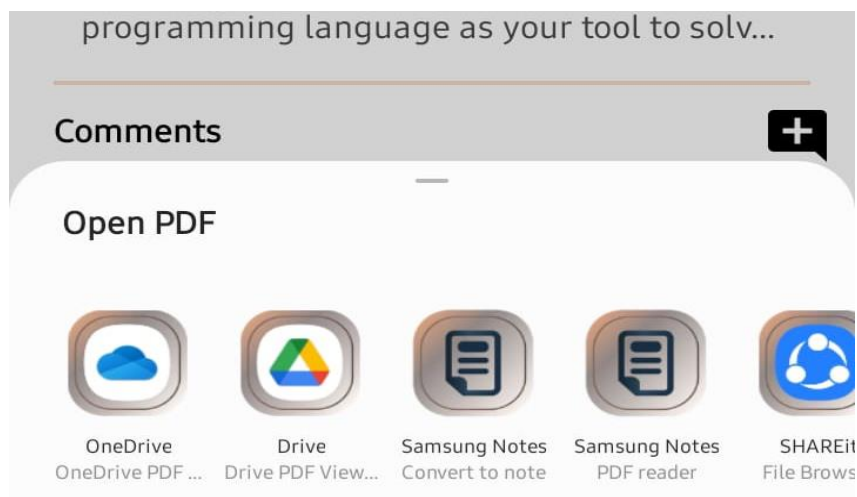 programming language as your tool to solv...
Comments
Open PDF
OneDrive Drive Samsung Notes Samsung Notes SHAREit
OneDrive PDF ... Drive PDF View... Convert to note PDF reader File Brows